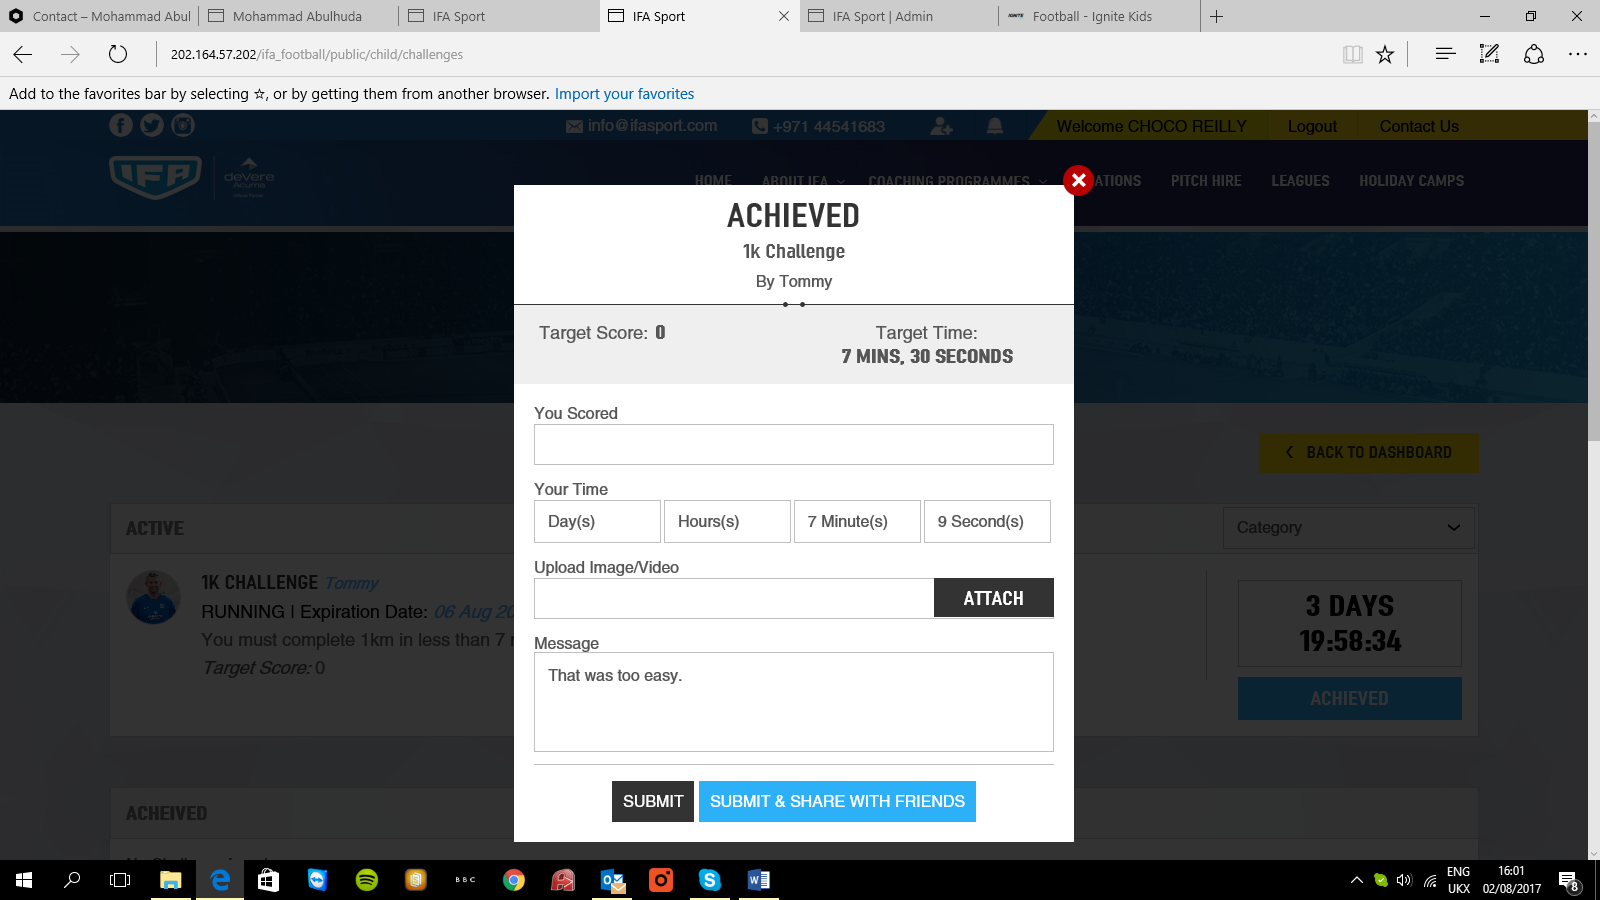 Contact – Mohammad Abul
Mohammad Abulhuda
IFA Sport
IFA Sport
IFA Sport | Admin
Football - Ignite Kids
202.164.57.202/ifa_football/public/child/challenges
Add to the favorites bar by selecting ☆, or by getting them from another browser. Import your favorites
info@ifasport.com
+971 44541683
Welcome CHOCO REILLY
Logout
Contact Us
IFA
deVere
Acuma
HOME
ABOUT IFA
COACHING PROGRAMMES
ATIONS
PITCH HIRE
LEAGUES
HOLIDAY CAMPS
ACHIEVED
1k Challenge
By Tommy
Target Score: 0
Target Time:
7 MINS, 30 SECONDS
You Scored
Your Time
Day(s)
Hours(s)
7 Minute(s)
9 Second(s)
Upload Image/Video
ATTACH
Message
That was too easy.
SUBMIT
SUBMIT & SHARE WITH FRIENDS
BACK TO DASHBOARD
ACTIVE
Category
1K CHALLENGE Tommy
RUNNING | Expiration Date: 06 Aug 20
You must complete 1km in less than 7
Target Score: 0
3 DAYS
19:58:34
ACHIEVED
ACHEIVED
BBC
ENG
UKX
16:01
02/08/2017
8